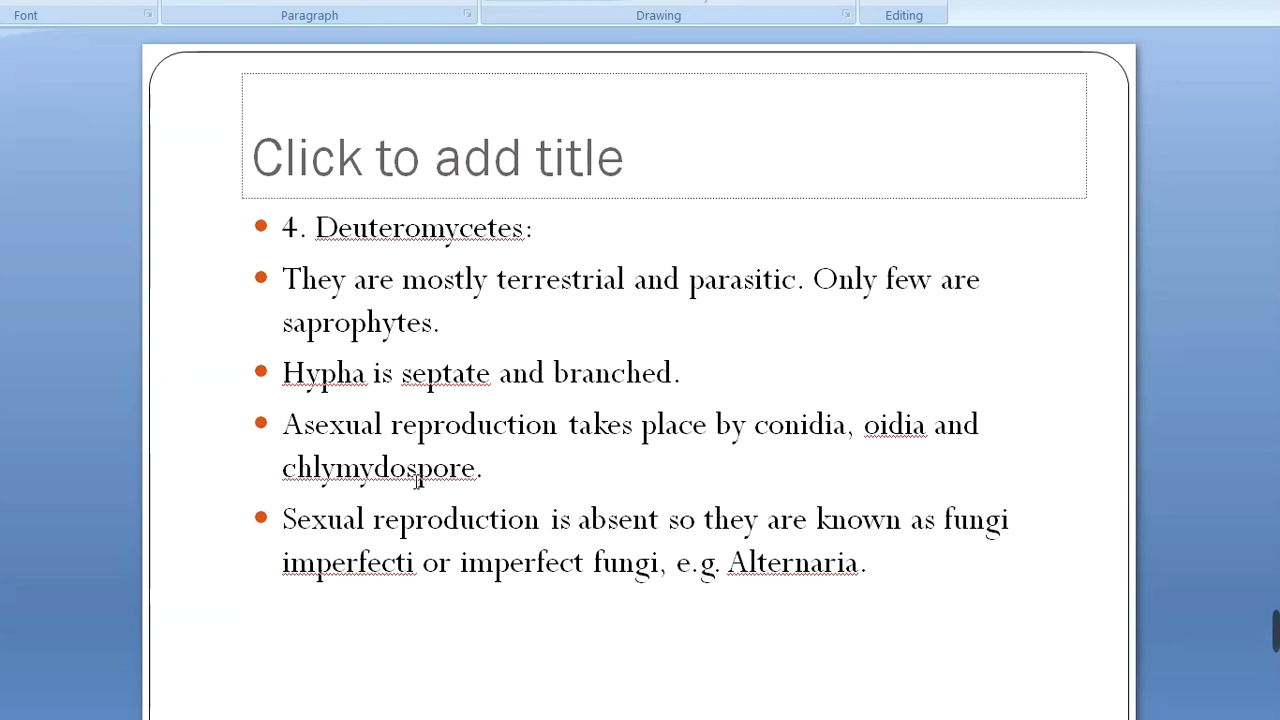 Font
Paragraph
Drawing
Editing
Click to add title
4. Deuteromycetes:
They are mostly terrestrial and parasitic. Only few are
saprophytes.
Hypha is septate and branched.
Asexual reproduction takes place by conidia, oidia and
chlymydospore.
Sexual reproduction is absent so they are known as fungi
imperfecti or imperfect fungi, e.g. Alternaria.